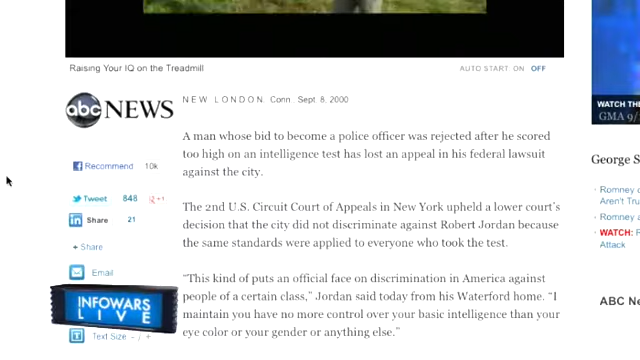 Raising Your IQ on the Treadmill
AUTO START ON OFF
abc NEWS
NEW LONDON Conn . Sept. 8, 2000
A man whose bid to become a police officer was rejected after he scored
too high on an intelligence test has lost an appeal in his federal lawsuit
against the city.
The 2nd U.S. Circuit Court of Appeals in New York upheld a lower court's
decision that the city did not discriminate against Robert Jordan because
the same standards were applied to everyone who took the test.
"This kind of puts an official face on discrimination in America against
people of a certain class," Jordan said today from his Waterford home. "I
maintain you have no more control over your basic intelligence than your
eye color or your gender or anything else."
Recommend 10k
Tweet 848 +1
in Share 21
+ Share
Email
INFOWARS
LIVE
Text Size - / +
WATCH THE
GMA 9/
George S
Romney
Aren't Tru
Romney
WATCH:
Attack
ABC Ne